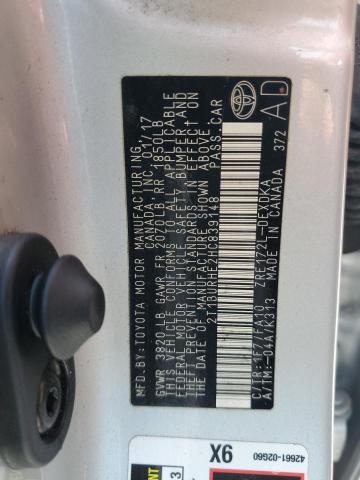 MFD.BY:TOYOTA MOTOR MANUFACTURING,
CANADA, INC. 01/17
GVWR 3820LB GAWR FR 2070LB RR 1850LB
THIS VEHICLE CONFORMS TO ALL APPLICABLE
FEDERAL MOTOR VEHICLE SAFETY, BUMPER, AND
THEFT PREVENTION STANDARDS IN EFFECT ON
THE DATE OF MANUFACTURE SHOWN ABOVE.
2T1BURHE2HC839148 PASS.CAR
C/TR:1F7/FA10 ZRE172L-DEXDKA
A/TM:-04A/K313 MADE IN CANADA 372
AD
42661-02G60
9X